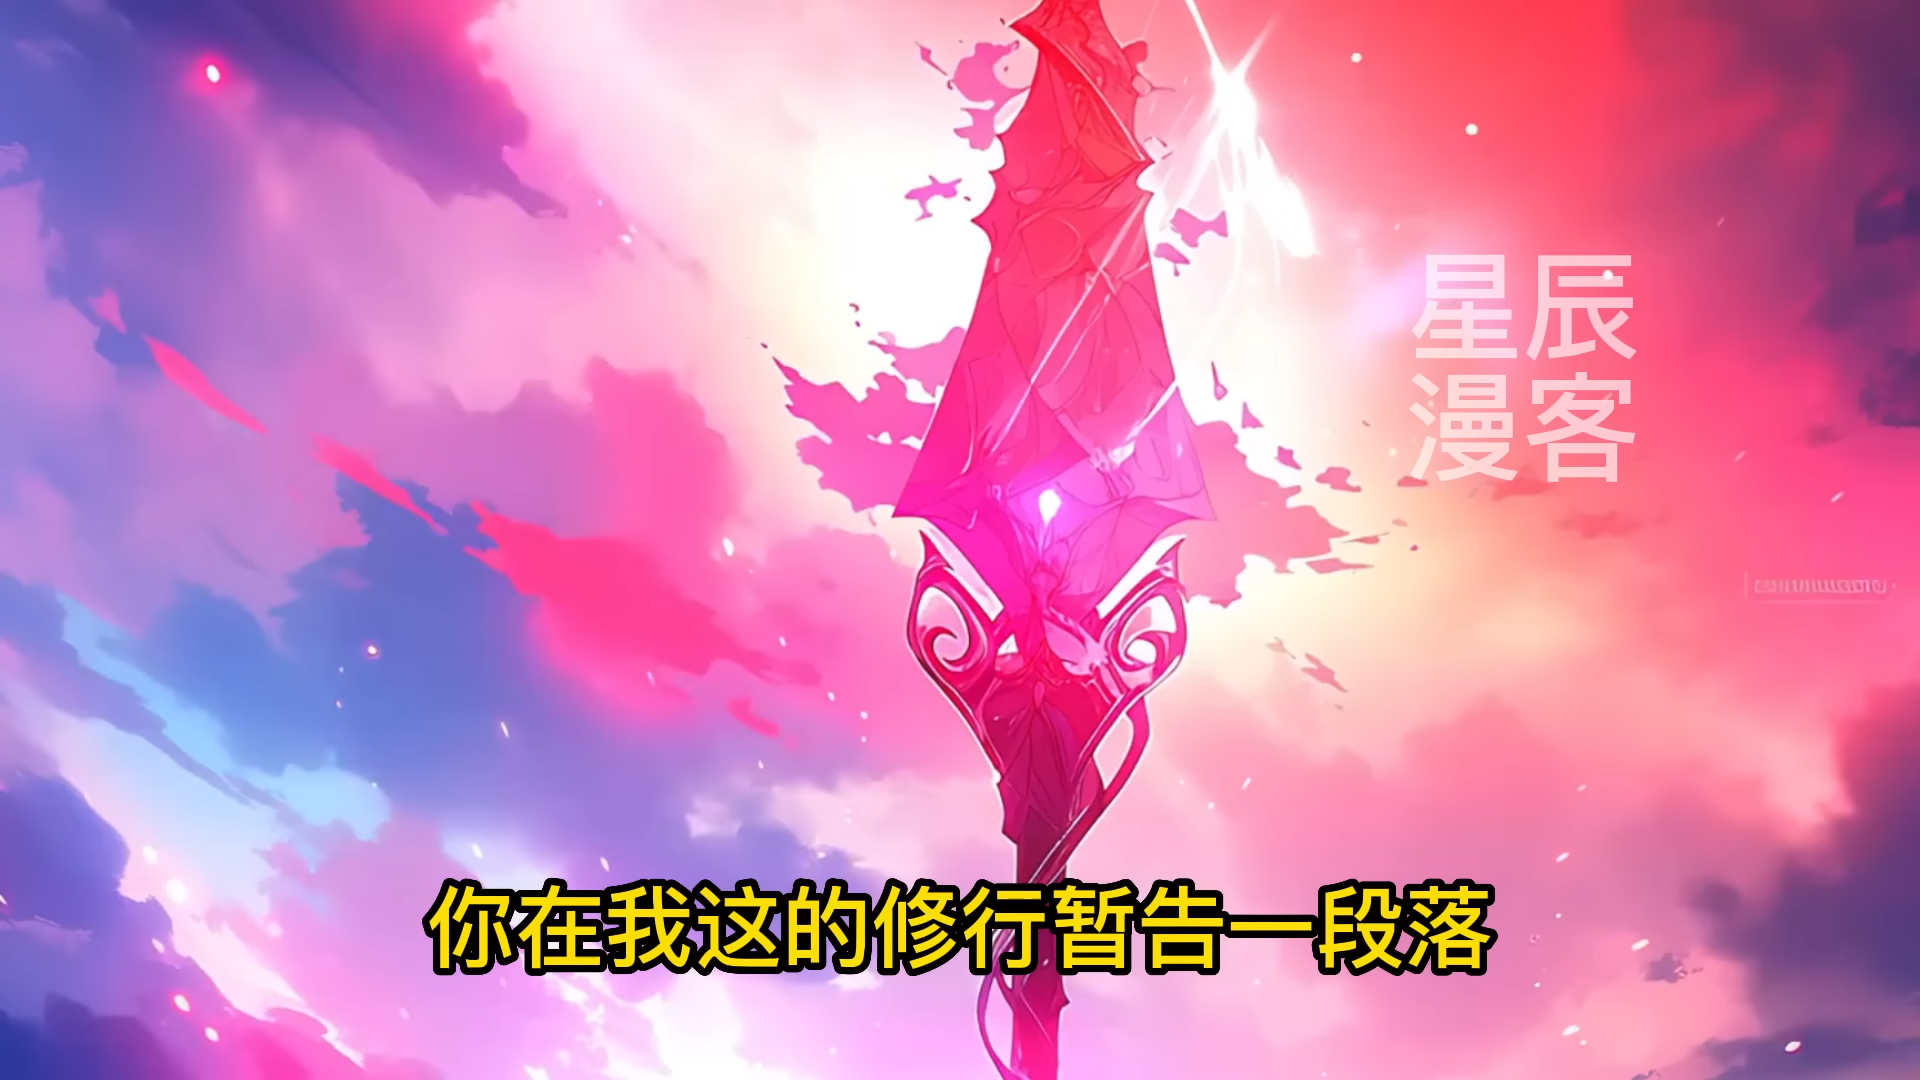 星辰
漫客
你在我这的修行暂告一段落